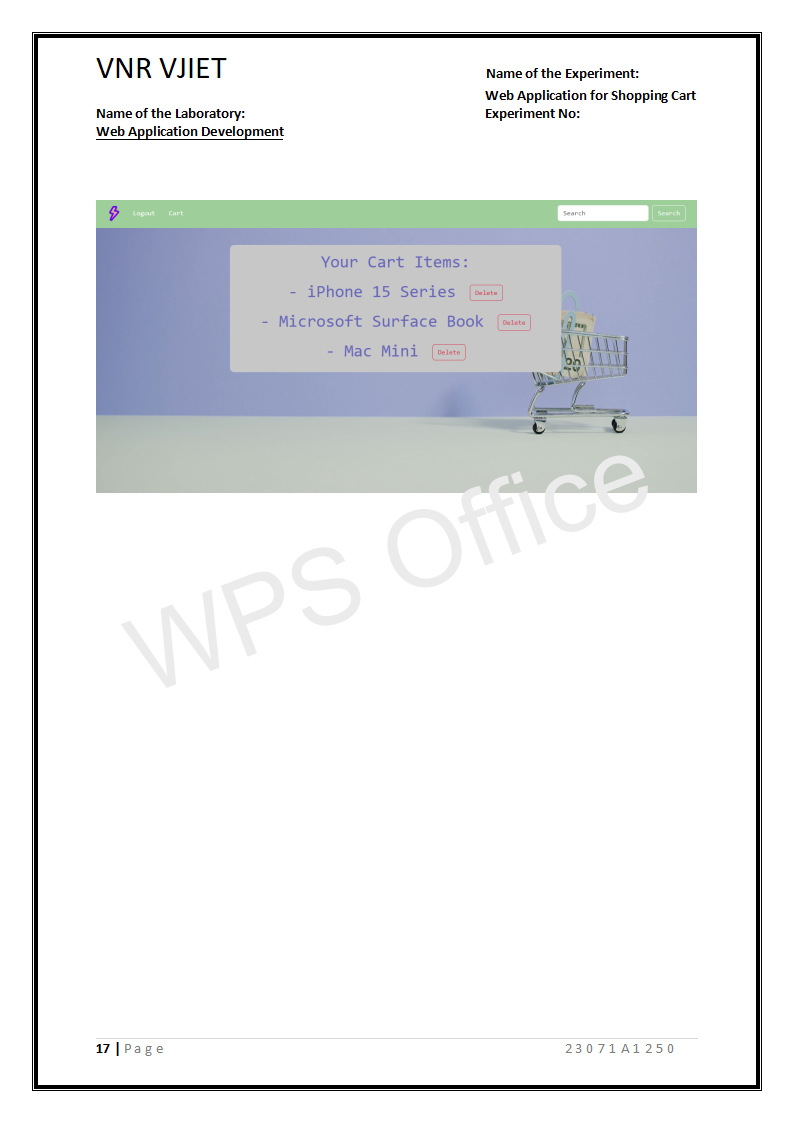 VNR VJIET
Name of the Experiment:
Web Application for Shopping Cart
Name of the Laboratory:
Experiment No:
Web Application Development
Logout Cart Search Search
Your Cart Items:
- iPhone 15 Series Delete
- Microsoft Surface Book Delete
- Mac Mini Delete
20
WPS Office
17 | Page 23071A1250